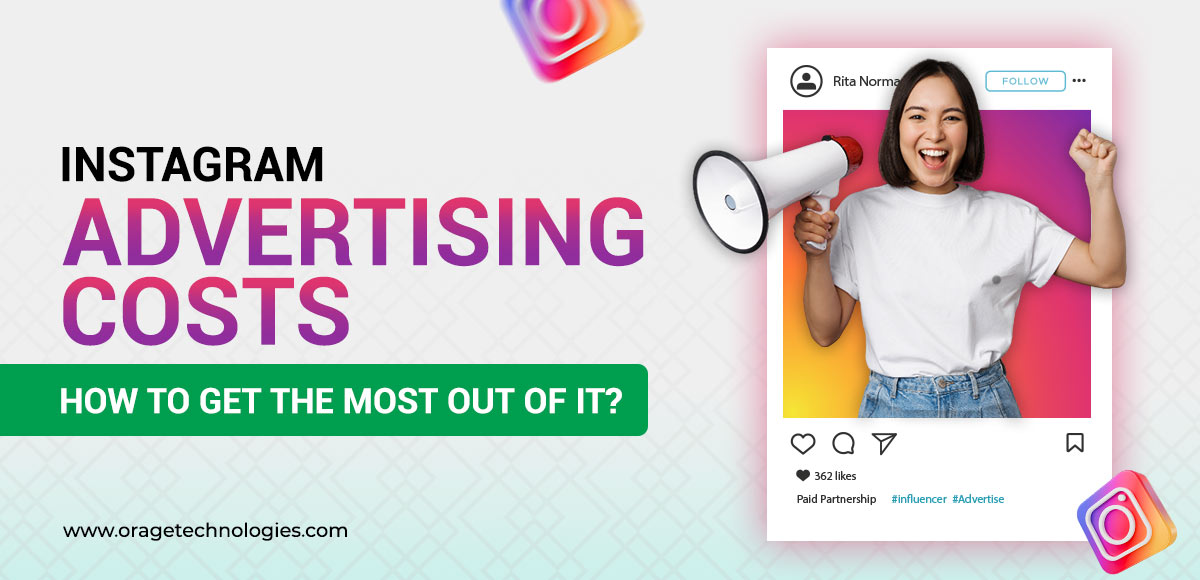 INSTAGRAM
ADVERTISING
COSTS
HOW TO GET THE MOST OUT OF IT?
www.oragetechnologies.com
Rita Norma
FOLLOW
362 likes
Paid Partnership #influencer #Advertise